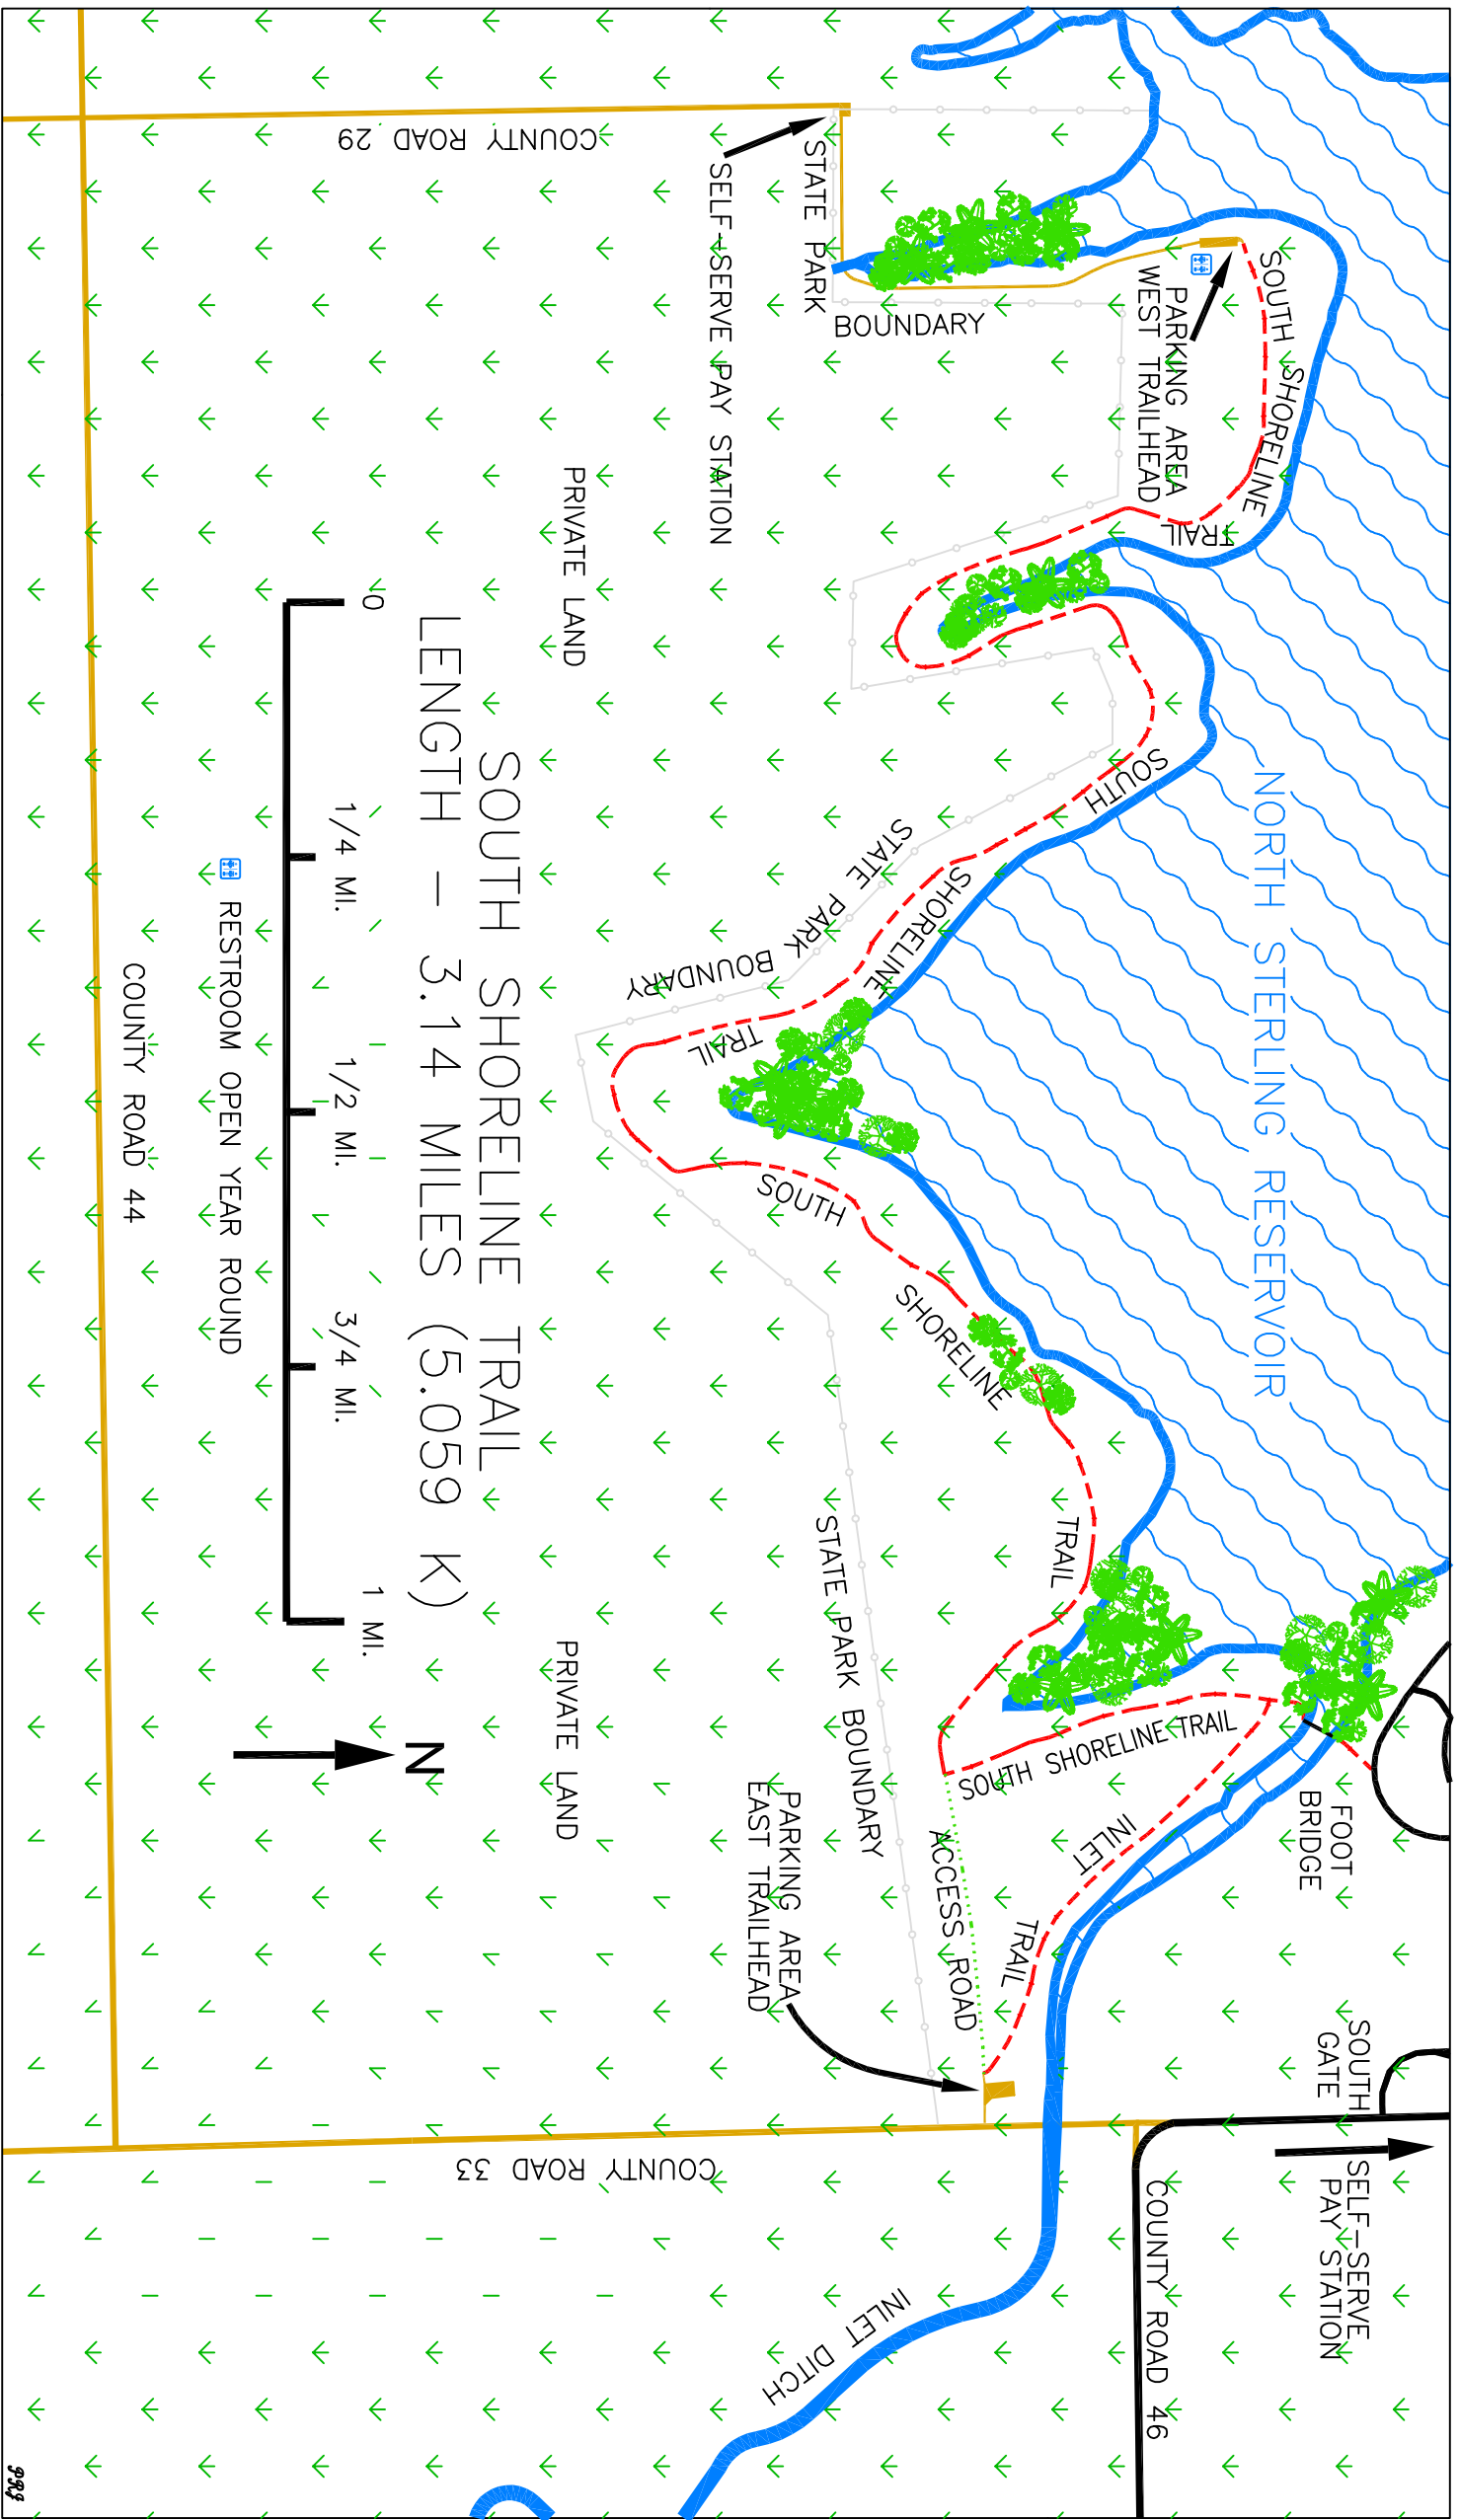 NORTH STERLING RESERVOIR
SOUTH SHORELINE TRAIL
PARKING AREA
WEST TRAILHEAD
STATE PARK
BOUNDARY
SELF-SERVE PAY STATION
COUNTY ROAD 29
PRIVATE LAND
SOUTH SHORELINE TRAIL
STATE PARK BOUNDARY
SOUTH SHORELINE TRAIL
STATE PARK BOUNDARY
SOUTH SHORELINE TRAIL
FOOT
BRIDGE
INLET TRAIL
ACCESS ROAD
PARKING AREA
EAST TRAILHEAD
SOUTH
GATE
SELF-SERVE
PAY STATION
COUNTY ROAD 46
COUNTY ROAD 33
INLET DITCH
PRIVATE LAND
SOUTH SHORELINE TRAIL
LENGTH - 3.14 MILES (5.059 K)
0
1/4 MI.
1/2 MI.
3/4 MI.
1 MI.
N
RESTROOM OPEN YEAR ROUND
COUNTY ROAD 44